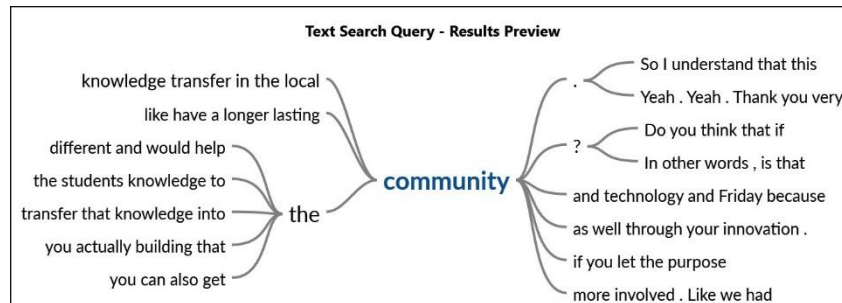 Text Search Query - Results Preview
knowledge transfer in the local
like have a longer lasting
different and would help
the students knowledge to
transfer that knowledge into
you actually building that
you can also get
the
community
.
So I understand that this
Yeah . Yeah . Thank you very
?
Do you think that if
In other words , is that
and technology and Friday because
as well through your innovation .
if you let the purpose
more involved . Like we had